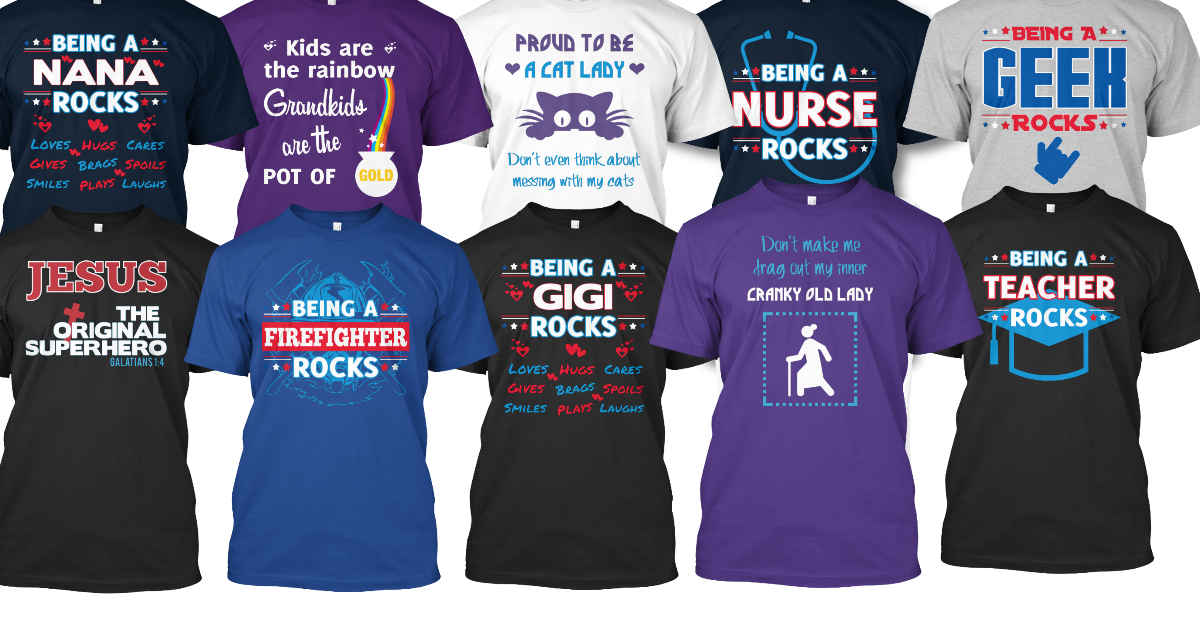 BEING A
NANA
ROCKS
LOVES HUGS CARES
GIVES BRAGS SPOILS
SMILES PLAYS LAUGHS
Kids are
the rainbow
Grandkids
are the
POT OF GOLD
PROUD TO BE
A CAT LADY
Don't even think about
messing with my cats
BEING A
NURSE
ROCKS
BEING A
GEEK
ROCKS
JESUS
THE
ORIGINAL
SUPERHERO
GALATIANS 1:4
BEING A
FIREFIGHTER
ROCKS
BEING A
GIGI
ROCKS
LOVES HUGS CARES
GIVES BRAGS SPOILS
SMILES PLAYS LAUGHS
Don't make me
drag out my inner
CRANKY OLD LADY
BEING A
TEACHER
ROCKS